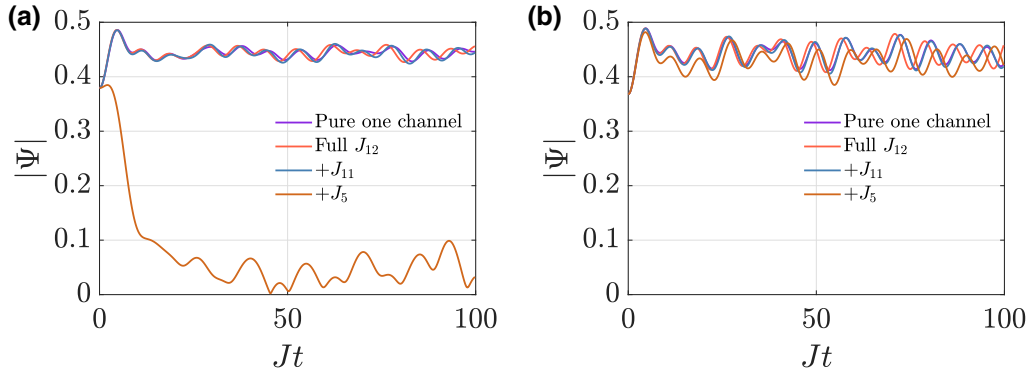 (a)
0.5
0.4
0.3
0.2
0.1
0
|Ψ|
Pure one channel
Full J₁₂
+J₁₁
+J₅
0
50
100
Jt
(b)
0.5
0.4
0.3
0.2
0.1
0
|Ψ|
Pure one channel
Full J₁₂
+J₁₁
+J₅
0
50
100
Jt